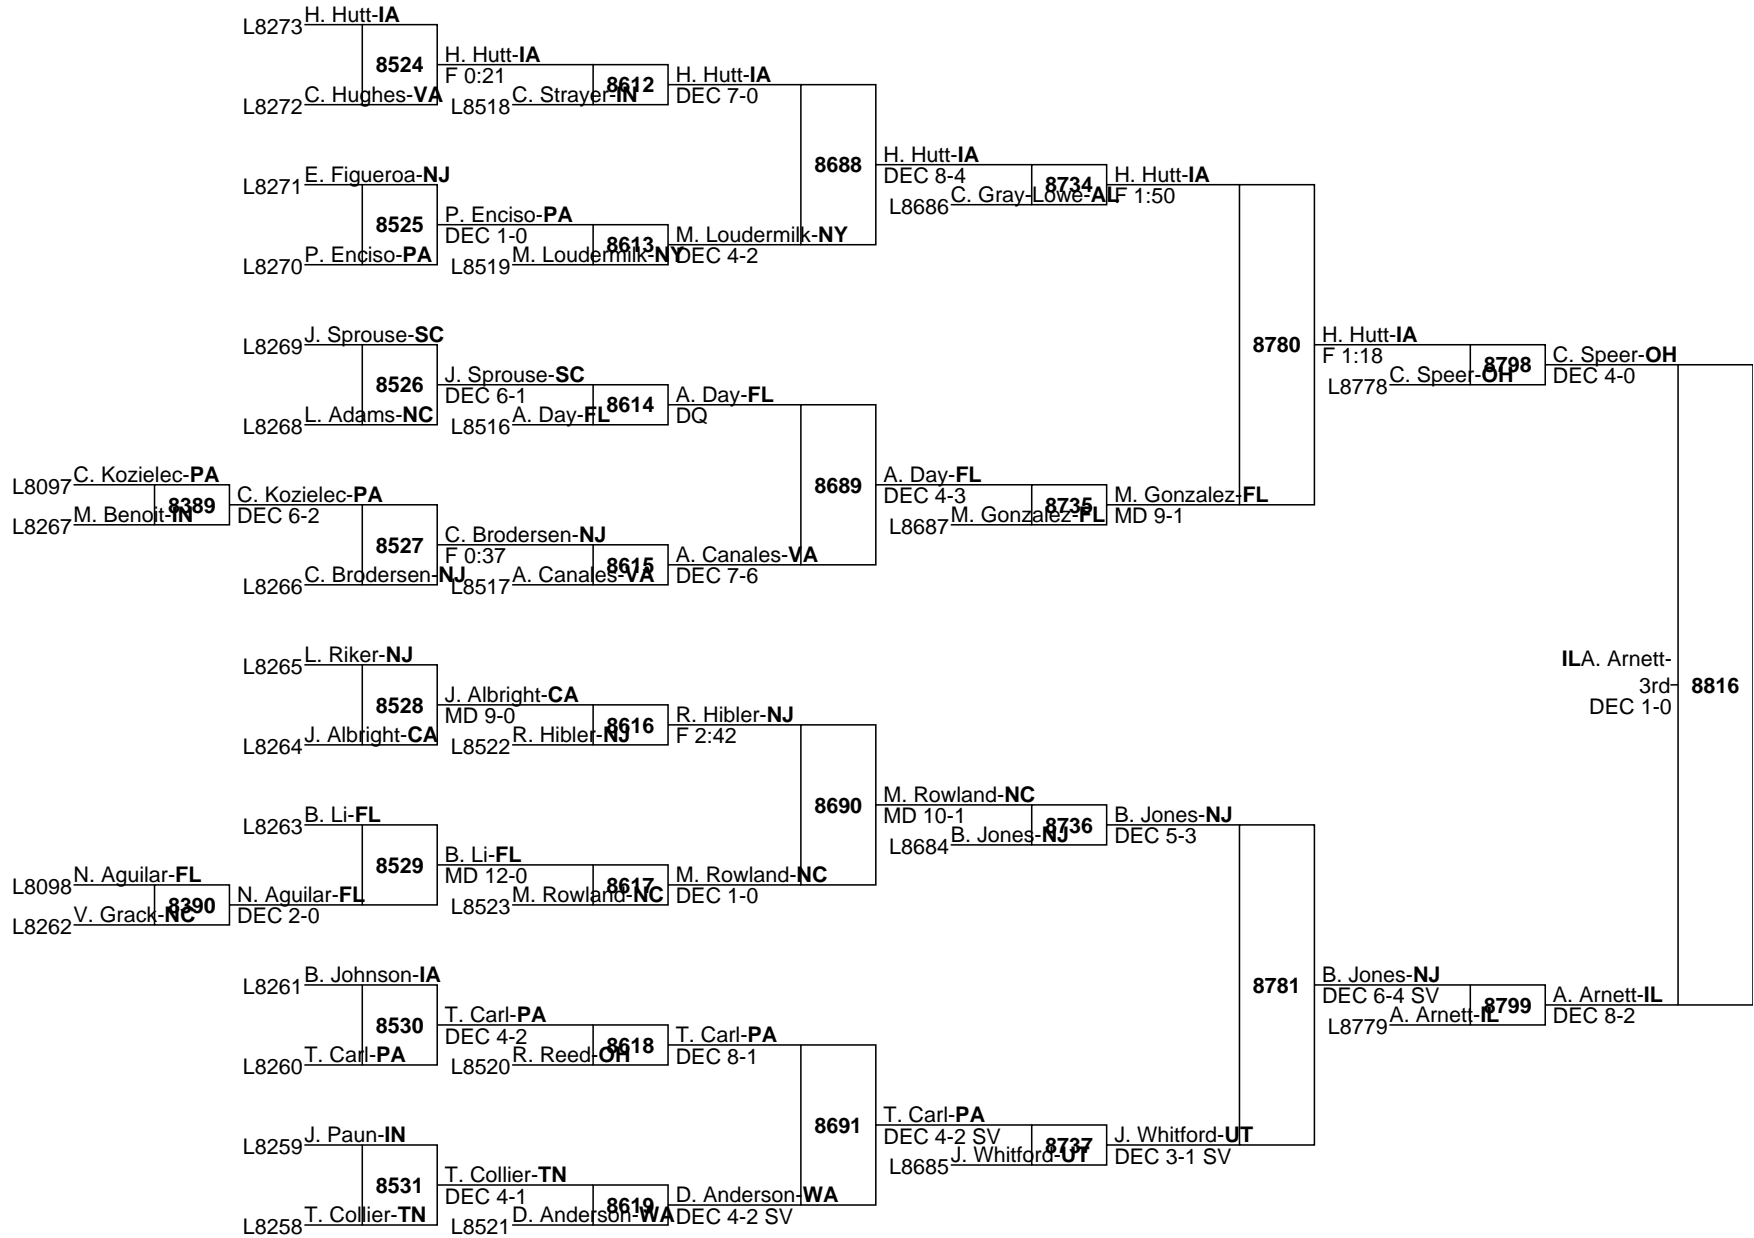 H. Hutt-IA
L8273
8524
H. Hutt-IA
F 0:21
C. Hughes-VA
L8272
8612
C. Strayer-IN
L8518
H. Hutt-IA
DEC 7-0
8688
E. Figueroa-NJ
L8271
8525
P. Enciso-PA
DEC 1-0
P. Enciso-PA
L8270
8613
M. Loudermilk-NY
L8519
M. Loudermilk-NY
DEC 4-2
H. Hutt-IA
DEC 8-4
8734
C. Gray-Lowe-AL
L8686
H. Hutt-IA
F 1:50
J. Sprouse-SC
L8269
8526
J. Sprouse-SC
DEC 6-1
L. Adams-NC
L8268
8614
A. Day-FL
L8516
A. Day-FL
DQ
8689
C. Kozielec-PA
L8097
8389
M. Benoit-IN
L8267
C. Kozielec-PA
DEC 6-2
8527
C. Brodersen-NJ
F 0:37
C. Brodersen-NJ
L8266
8615
A. Canales-VA
L8517
A. Canales-VA
DEC 7-6
A. Day-FL
DEC 4-3
8735
M. Gonzalez-FL
L8687
M. Gonzalez-FL
MD 9-1
8780
H. Hutt-IA
F 1:18
8798
C. Speer-OH
L8778
C. Speer-OH
DEC 4-0
L. Riker-NJ
L8265
8528
J. Albright-CA
MD 9-0
J. Albright-CA
L8264
8616
R. Hibler-NJ
L8522
R. Hibler-NJ
F 2:42
8690
B. Li-FL
L8263
8529
B. Li-FL
MD 12-0
N. Aguilar-FL
L8098
8390
V. Grack-NC
L8262
N. Aguilar-FL
DEC 2-0
8617
M. Rowland-NC
L8523
M. Rowland-NC
DEC 1-0
M. Rowland-NC
MD 10-1
8736
B. Jones-NJ
L8684
B. Jones-NJ
DEC 5-3
B. Johnson-IA
L8261
8530
T. Carl-PA
DEC 4-2
T. Carl-PA
L8260
8618
R. Reed-OH
L8520
T. Carl-PA
DEC 8-1
8691
J. Paun-IN
L8259
8531
T. Collier-TN
DEC 4-1
T. Collier-TN
L8258
8619
D. Anderson-WA
L8521
D. Anderson-WA
DEC 4-2 SV
T. Carl-PA
DEC 4-2 SV
8737
J. Whitford-UT
L8685
J. Whitford-UT
DEC 3-1 SV
8781
B. Jones-NJ
DEC 6-4 SV
8799
A. Arnett-IL
L8779
A. Arnett-IL
DEC 8-2
ILA. Arnett-
3rd
DEC 1-0
8816